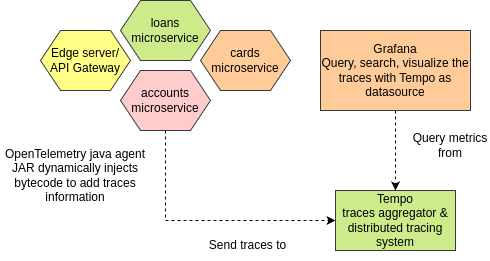 loans
microservice
Edge server/
API Gateway
cards
microservice
accounts
microservice
Grafana
Query, search, visualize the
traces with Tempo as
datasource
OpenTelemetry java agent
JAR dynamically injects
bytecode to add traces
information
Query metrics
from
Tempo
traces aggregator &
distributed tracing
system
Send traces to